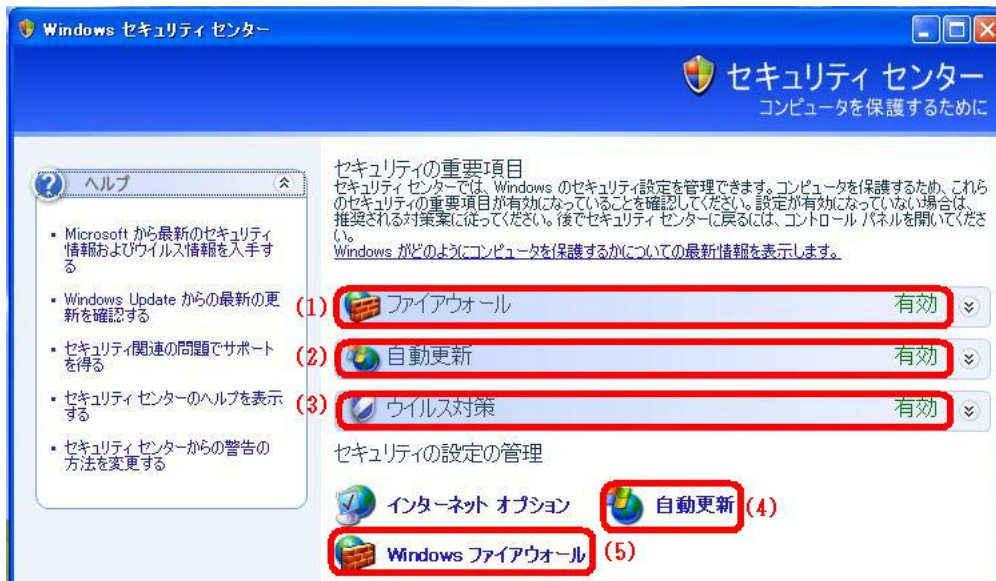 Windows セキュリティ センター
セキュリティ センター
コンピュータを保護するために
ヘルプ
Microsoft から最新のセキュリティ
情報およびウイルス情報を入手す
る
Windows Update からの最新の更
新を確認する
セキュリティ関連の問題でサポート
を得る
セキュリティ センターのヘルプを表示
する
セキュリティ センターからの警告の
方法を変更する
セキュリティの重要項目
セキュリティ センターでは、Windows のセキュリティ設定を管理できます。コンピュータを保護するため、これら
のセキュリティの重要項目が有効になっていることを確認してください。設定が有効になっていない場合は、
推奨される対策案に従ってください。後でセキュリティ センターに戻るには、コントロール パネルを開いてくださ
い。
Windows がどのようにコンピュータを保護するかについての最新情報を表示します。
(1) ファイアウォール 有効
(2) 自動更新 有効
(3) ウイルス対策 有効
セキュリティの設定の管理
インターネット オプション 自動更新 (4)
Windows ファイアウォール (5)